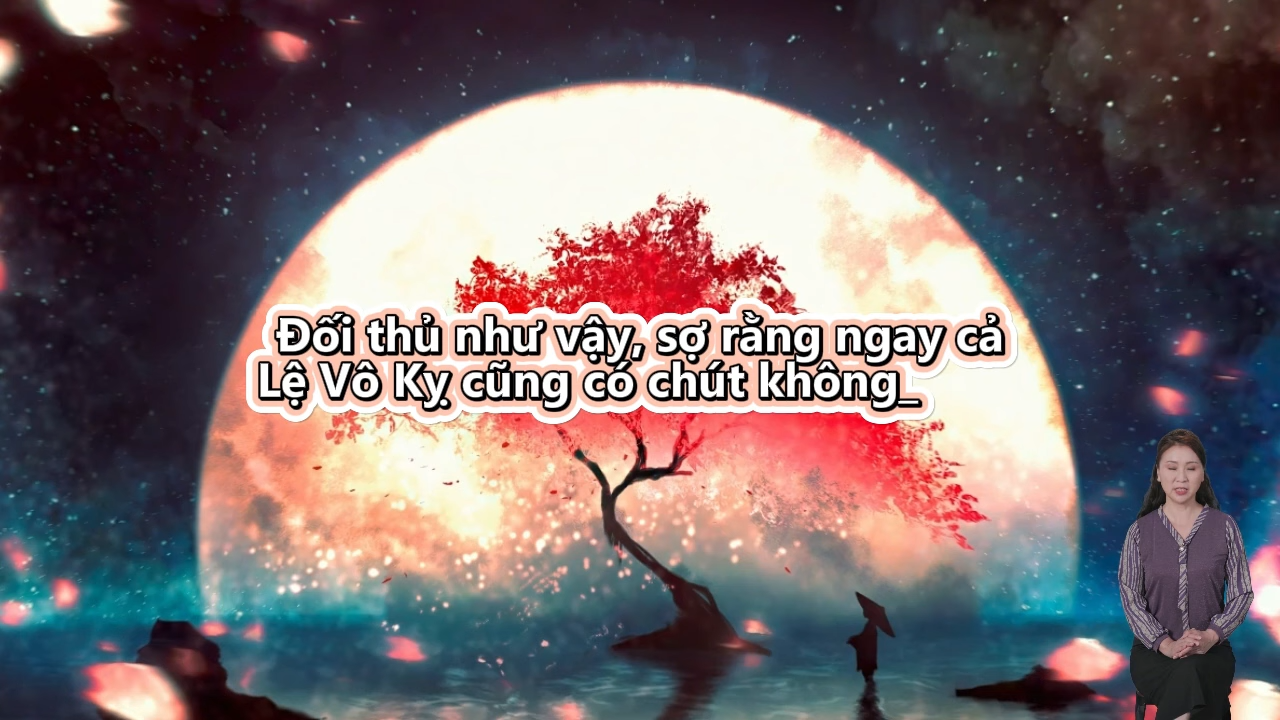 Đối thủ như vậy, sợ rằng ngay cả
Lệ Vô Kỵ cũng có chút không_